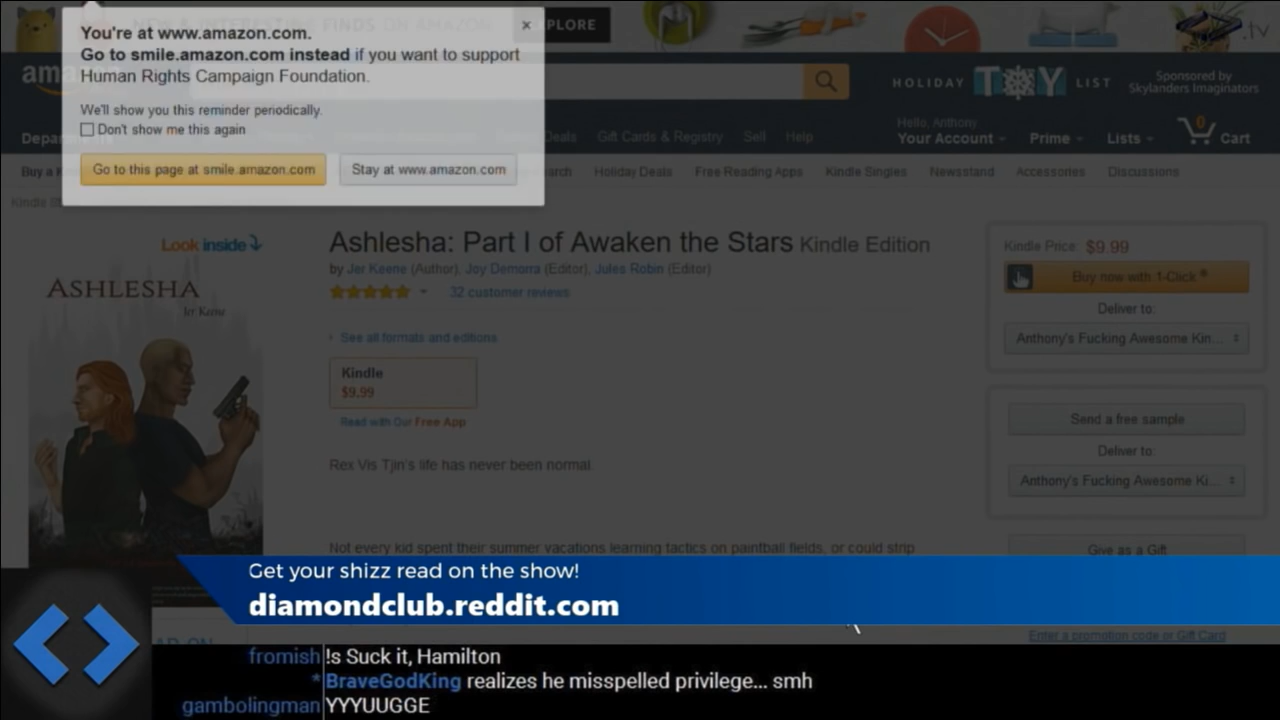 NEW & INTERESTING FINDS ON AMAZON
EXPLORE
.tv
You're at www.amazon.com.
Go to smile.amazon.com instead if you want to support
Human Rights Campaign Foundation.
We'll show you this reminder periodically.
Don't show me this again
Go to this page at smile.amazon.com
Stay at www.amazon.com
×
HOLIDAY TOY LIST
Sponsored by
Skylanders Imaginators
Deals
Gift Cards & Registry
Sell
Help
Hello, Anthony
Your Account
Prime
Lists
0
Cart
Buy a
Holiday Deals
Free Reading Apps
Kindle Singles
Newsstand
Accessories
Discussions
Look inside
ASHLESHA
Jer Keene
Ashlesha: Part I of Awaken the Stars Kindle Edition
by Jer Keene (Author), Joy Demorra (Editor), Jules Robin (Editor)
32 customer reviews
See all formats and editions
Kindle
$9.99
Read with Our Free App
Rex Vis Tjin's life has never been normal.
Not every kid spent their summer vacations learning tactics on paintball fields, or could strip
Kindle Price: $9.99
Buy now with 1-Click®
Deliver to:
Anthony's Fucking Awesome Kin...
Send a free sample
Deliver to:
Anthony's Fucking Awesome Ki...
Give as a Gift
Enter a promotion code or Gift Card
Get your shizz read on the show!
diamondclub.reddit.com
fromish !s Suck it, Hamilton
* BraveGodKing realizes he misspelled privilege... smh
gambolingman YYYUUGGE